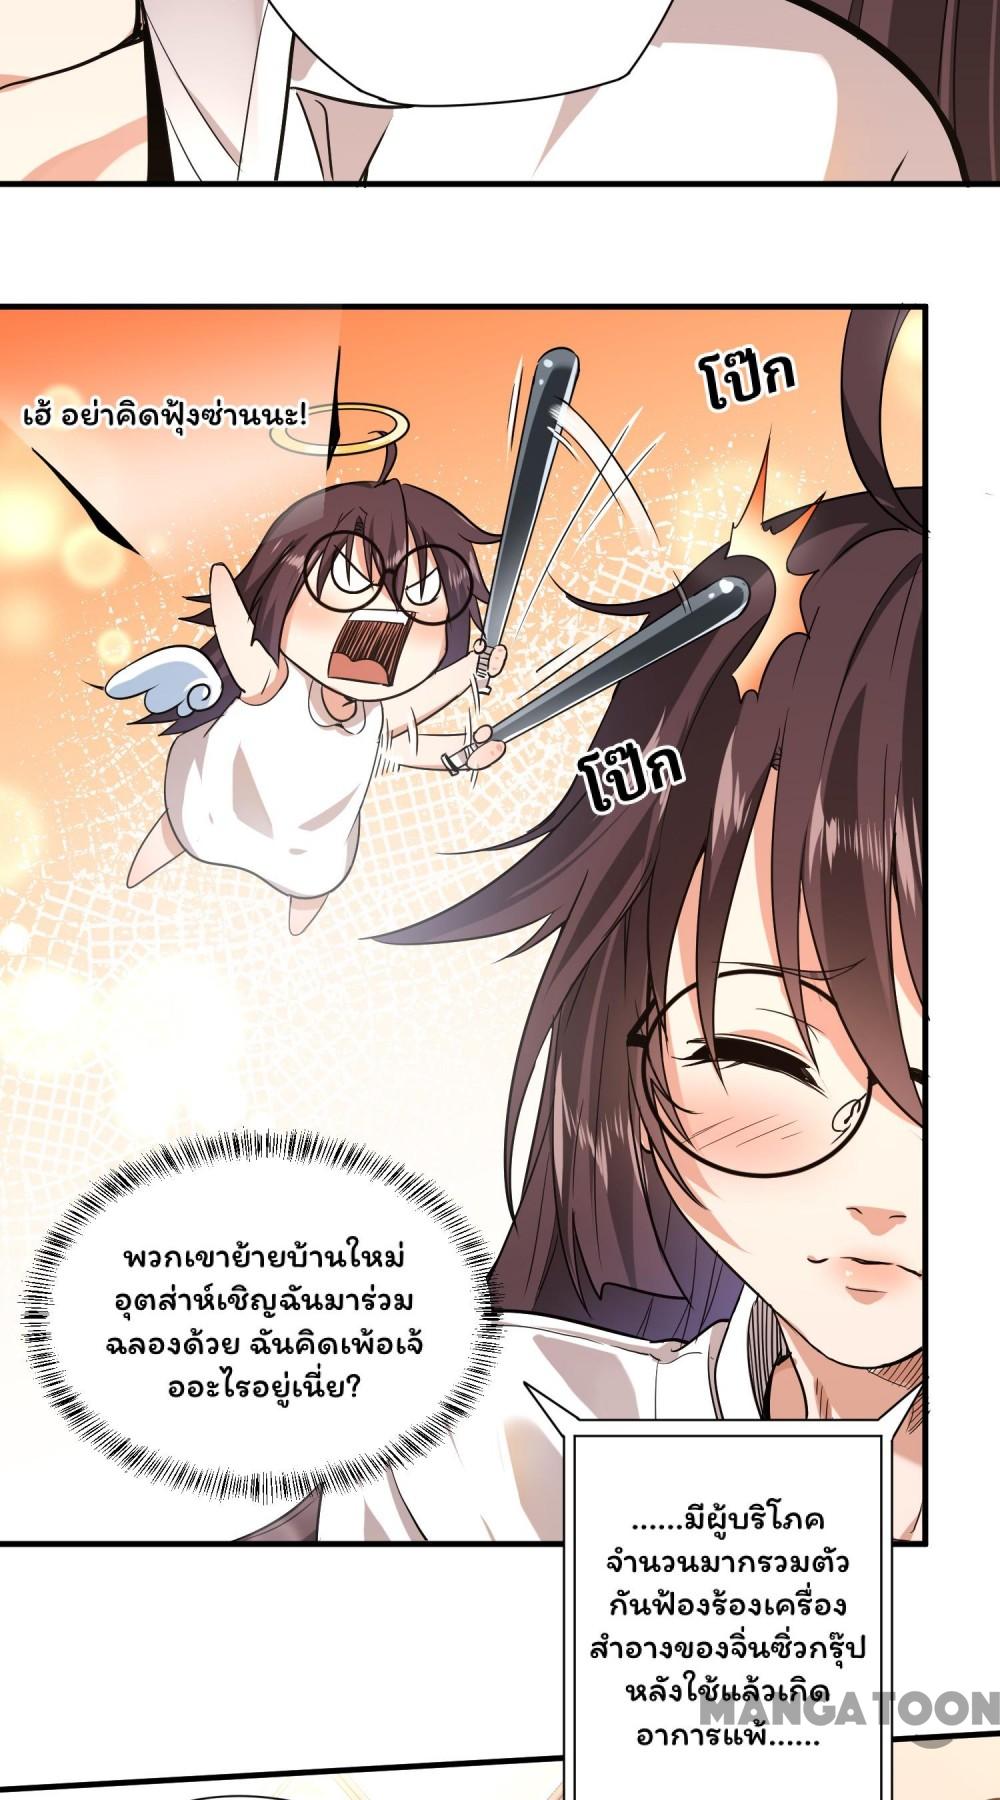 โป๊ก
เฮ้ อย่าคิดฟุ้งซ่านนะ!
โป๊ก
พวกเขาย้ายบ้านใหม่
อุตส่าห์เชิญฉันมาร่วม
ฉลองด้วย ฉันคิดเพ้อเจ้
ออะไรอยู่เนี่ย?
......มีผู้บริโภค
จำนวนมากรวมตัว
กันฟ้องร้องเครื่อง
สำอางของจิ่นซิ่วกรุ๊ป
หลังใช้แล้วเกิด
อาการแพ้......
MANGATOON